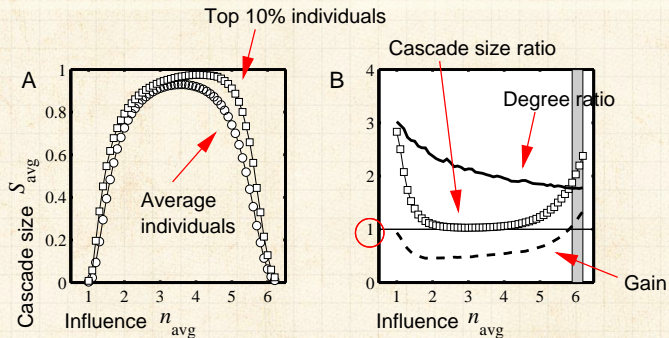 Top 10% individuals
A
Cascade size S_avg
1
0.8
0.6
0.4
0.2
0
1 2 3 4 5 6
Average
individuals
Influence n_avg
B
Cascade size ratio
Degree ratio
4
3
2
1
0
1 2 3 4 5 6
Gain
Influence n_avg